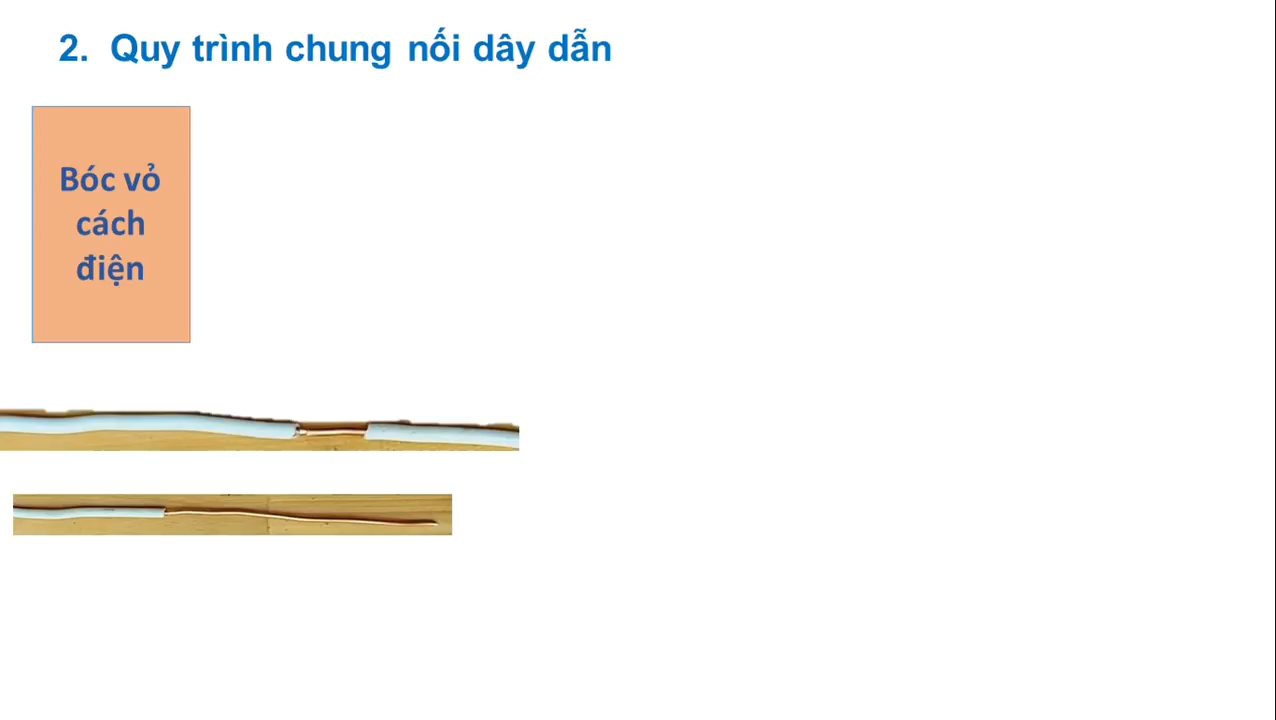 2. Quy trình chung nối dây dẫn
Bóc vỏ
cách
điện